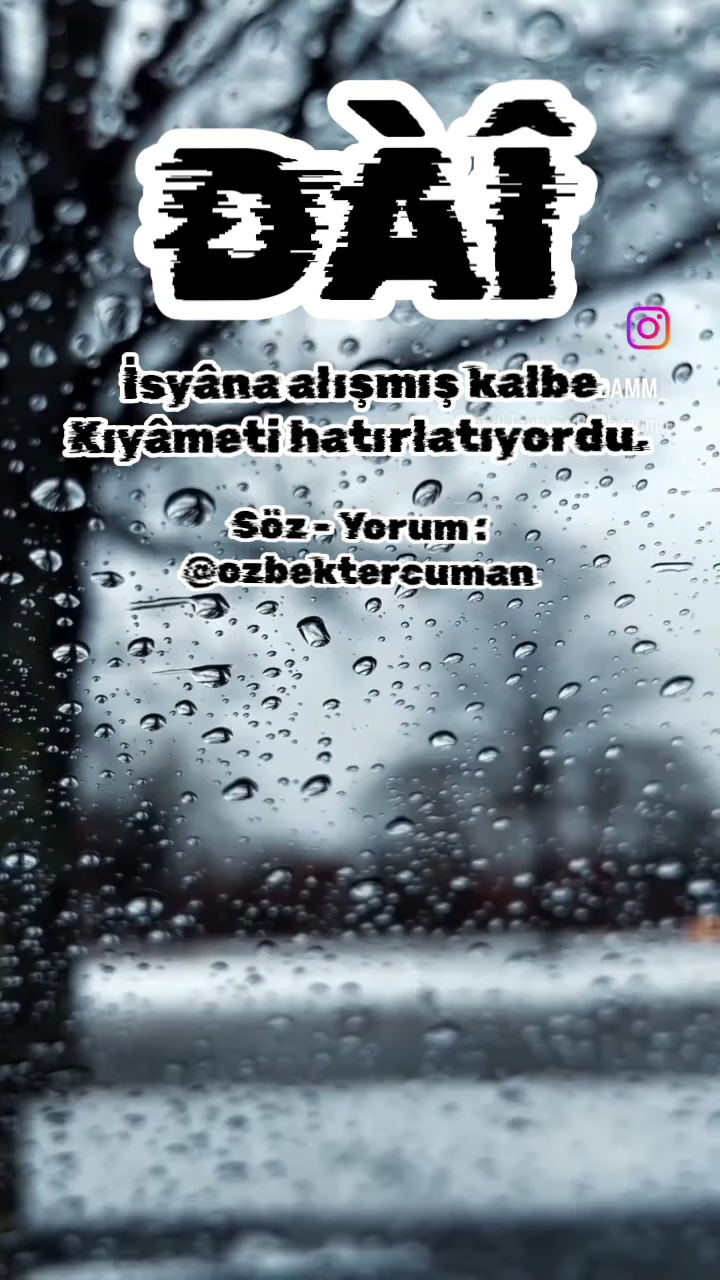 ĐÀÎ
İsyâna alışmış kalbe
Kıyâmeti hatırlatıyordu.
Söz - Yorum :
@ozbektercuman